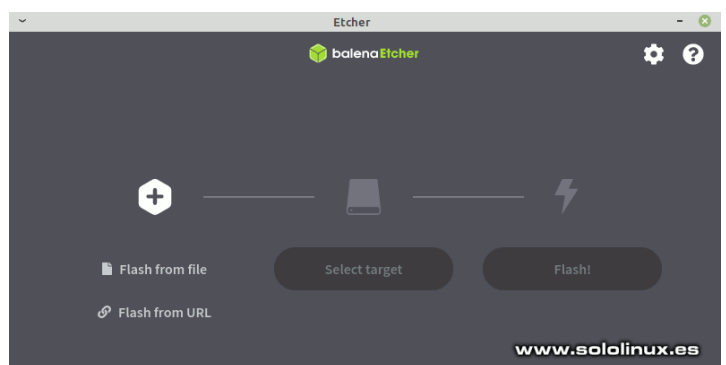 Etcher
balenaEtcher
Flash from file
Select target
Flash!
Flash from URL
www.sololinux.es